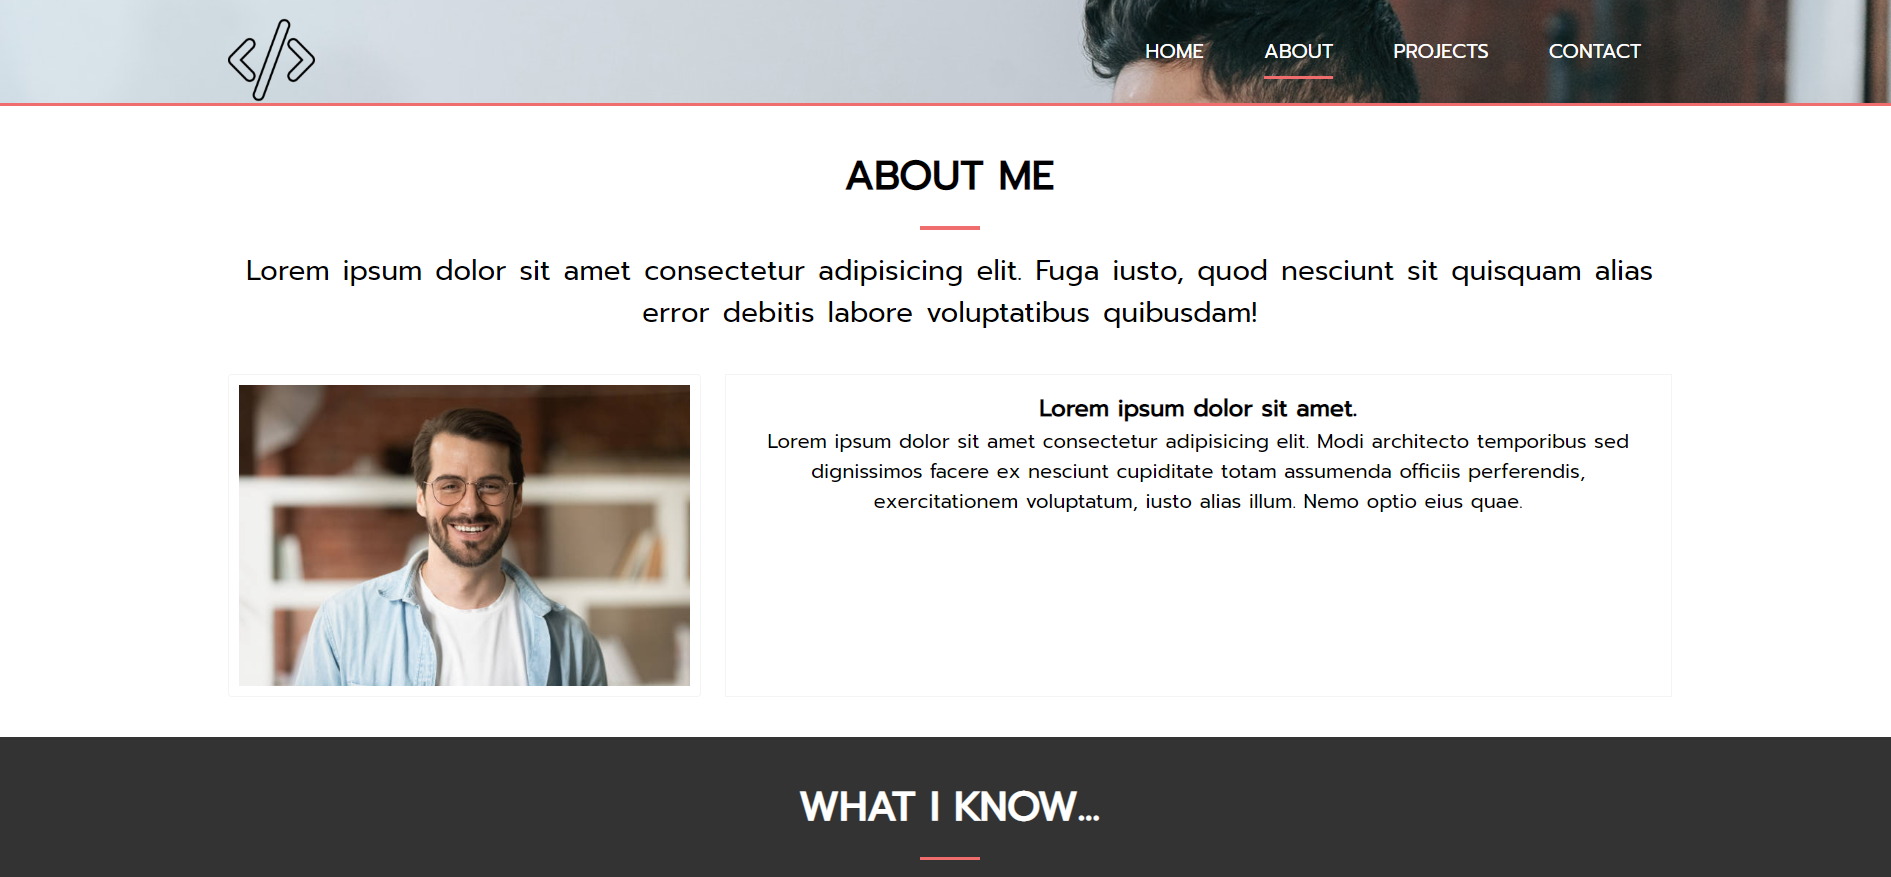 HOME ABOUT PROJECTS CONTACT
ABOUT ME
Lorem ipsum dolor sit amet consectetur adipisicing elit. Fuga iusto, quod nesciunt sit quisquam alias
error debitis labore voluptatibus quibusdam!
Lorem ipsum dolor sit amet.
Lorem ipsum dolor sit amet consectetur adipisicing elit. Modi architecto temporibus sed
dignissimos facere ex nesciunt cupiditate totam assumenda officiis perferendis,
exercitationem voluptatum, iusto alias illum. Nemo optio eius quae.
WHAT I KNOW...